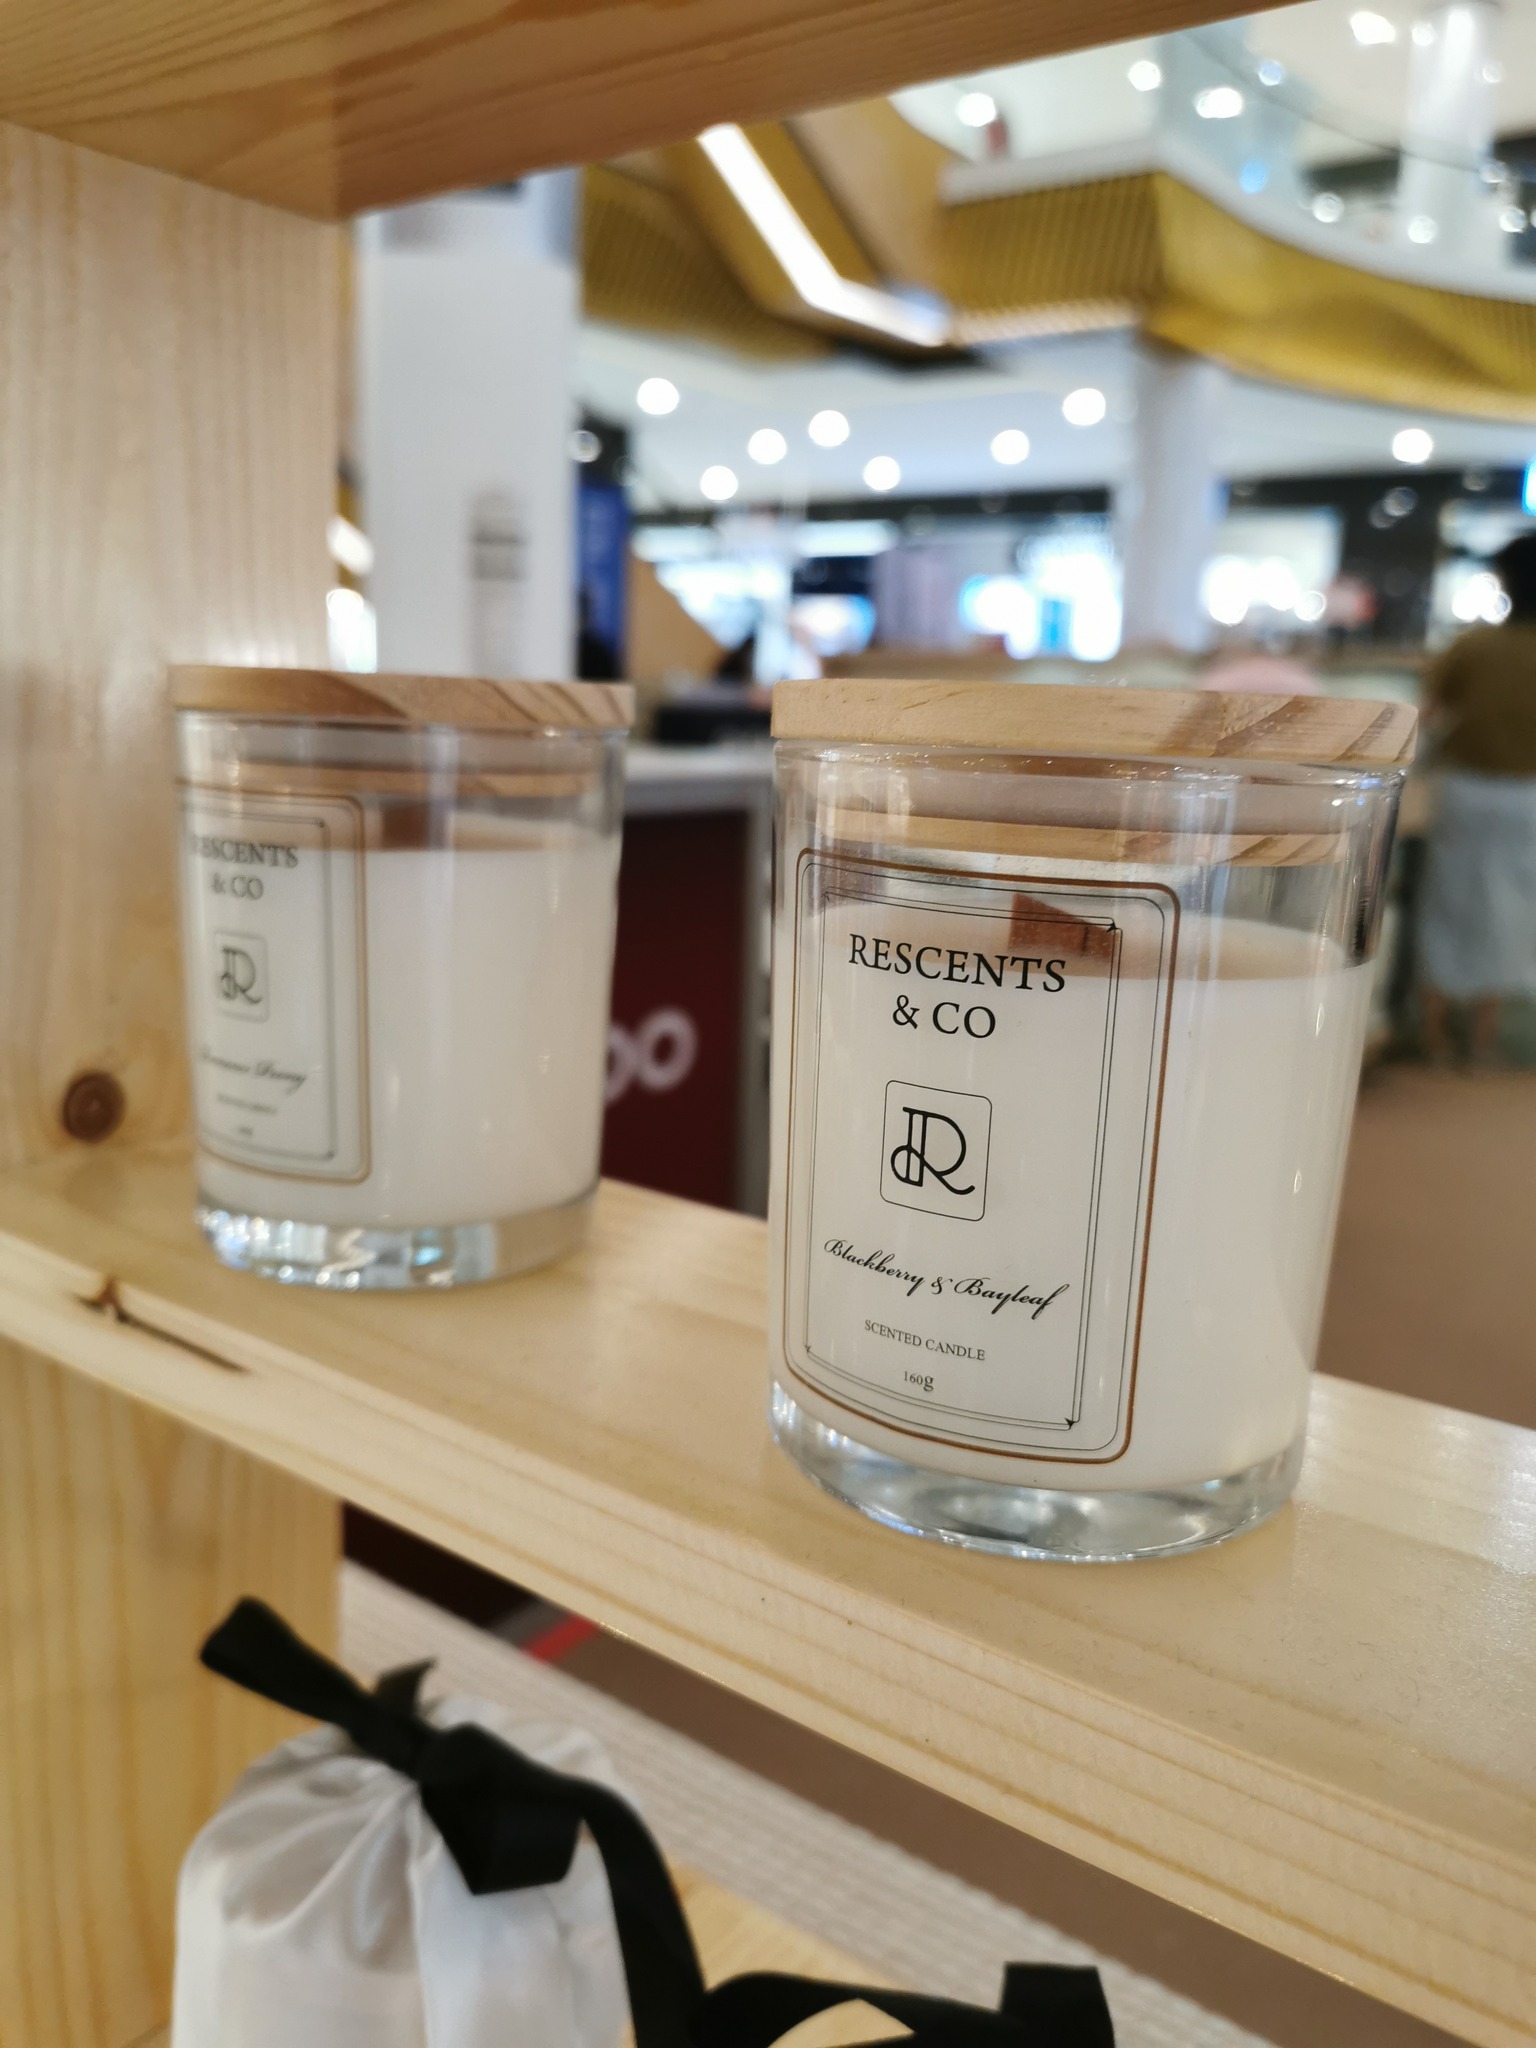 RESCENTS
& CO
RESCENTS
& CO
R
Blackberry & Bayleaf
SCENTED CANDLE
160g